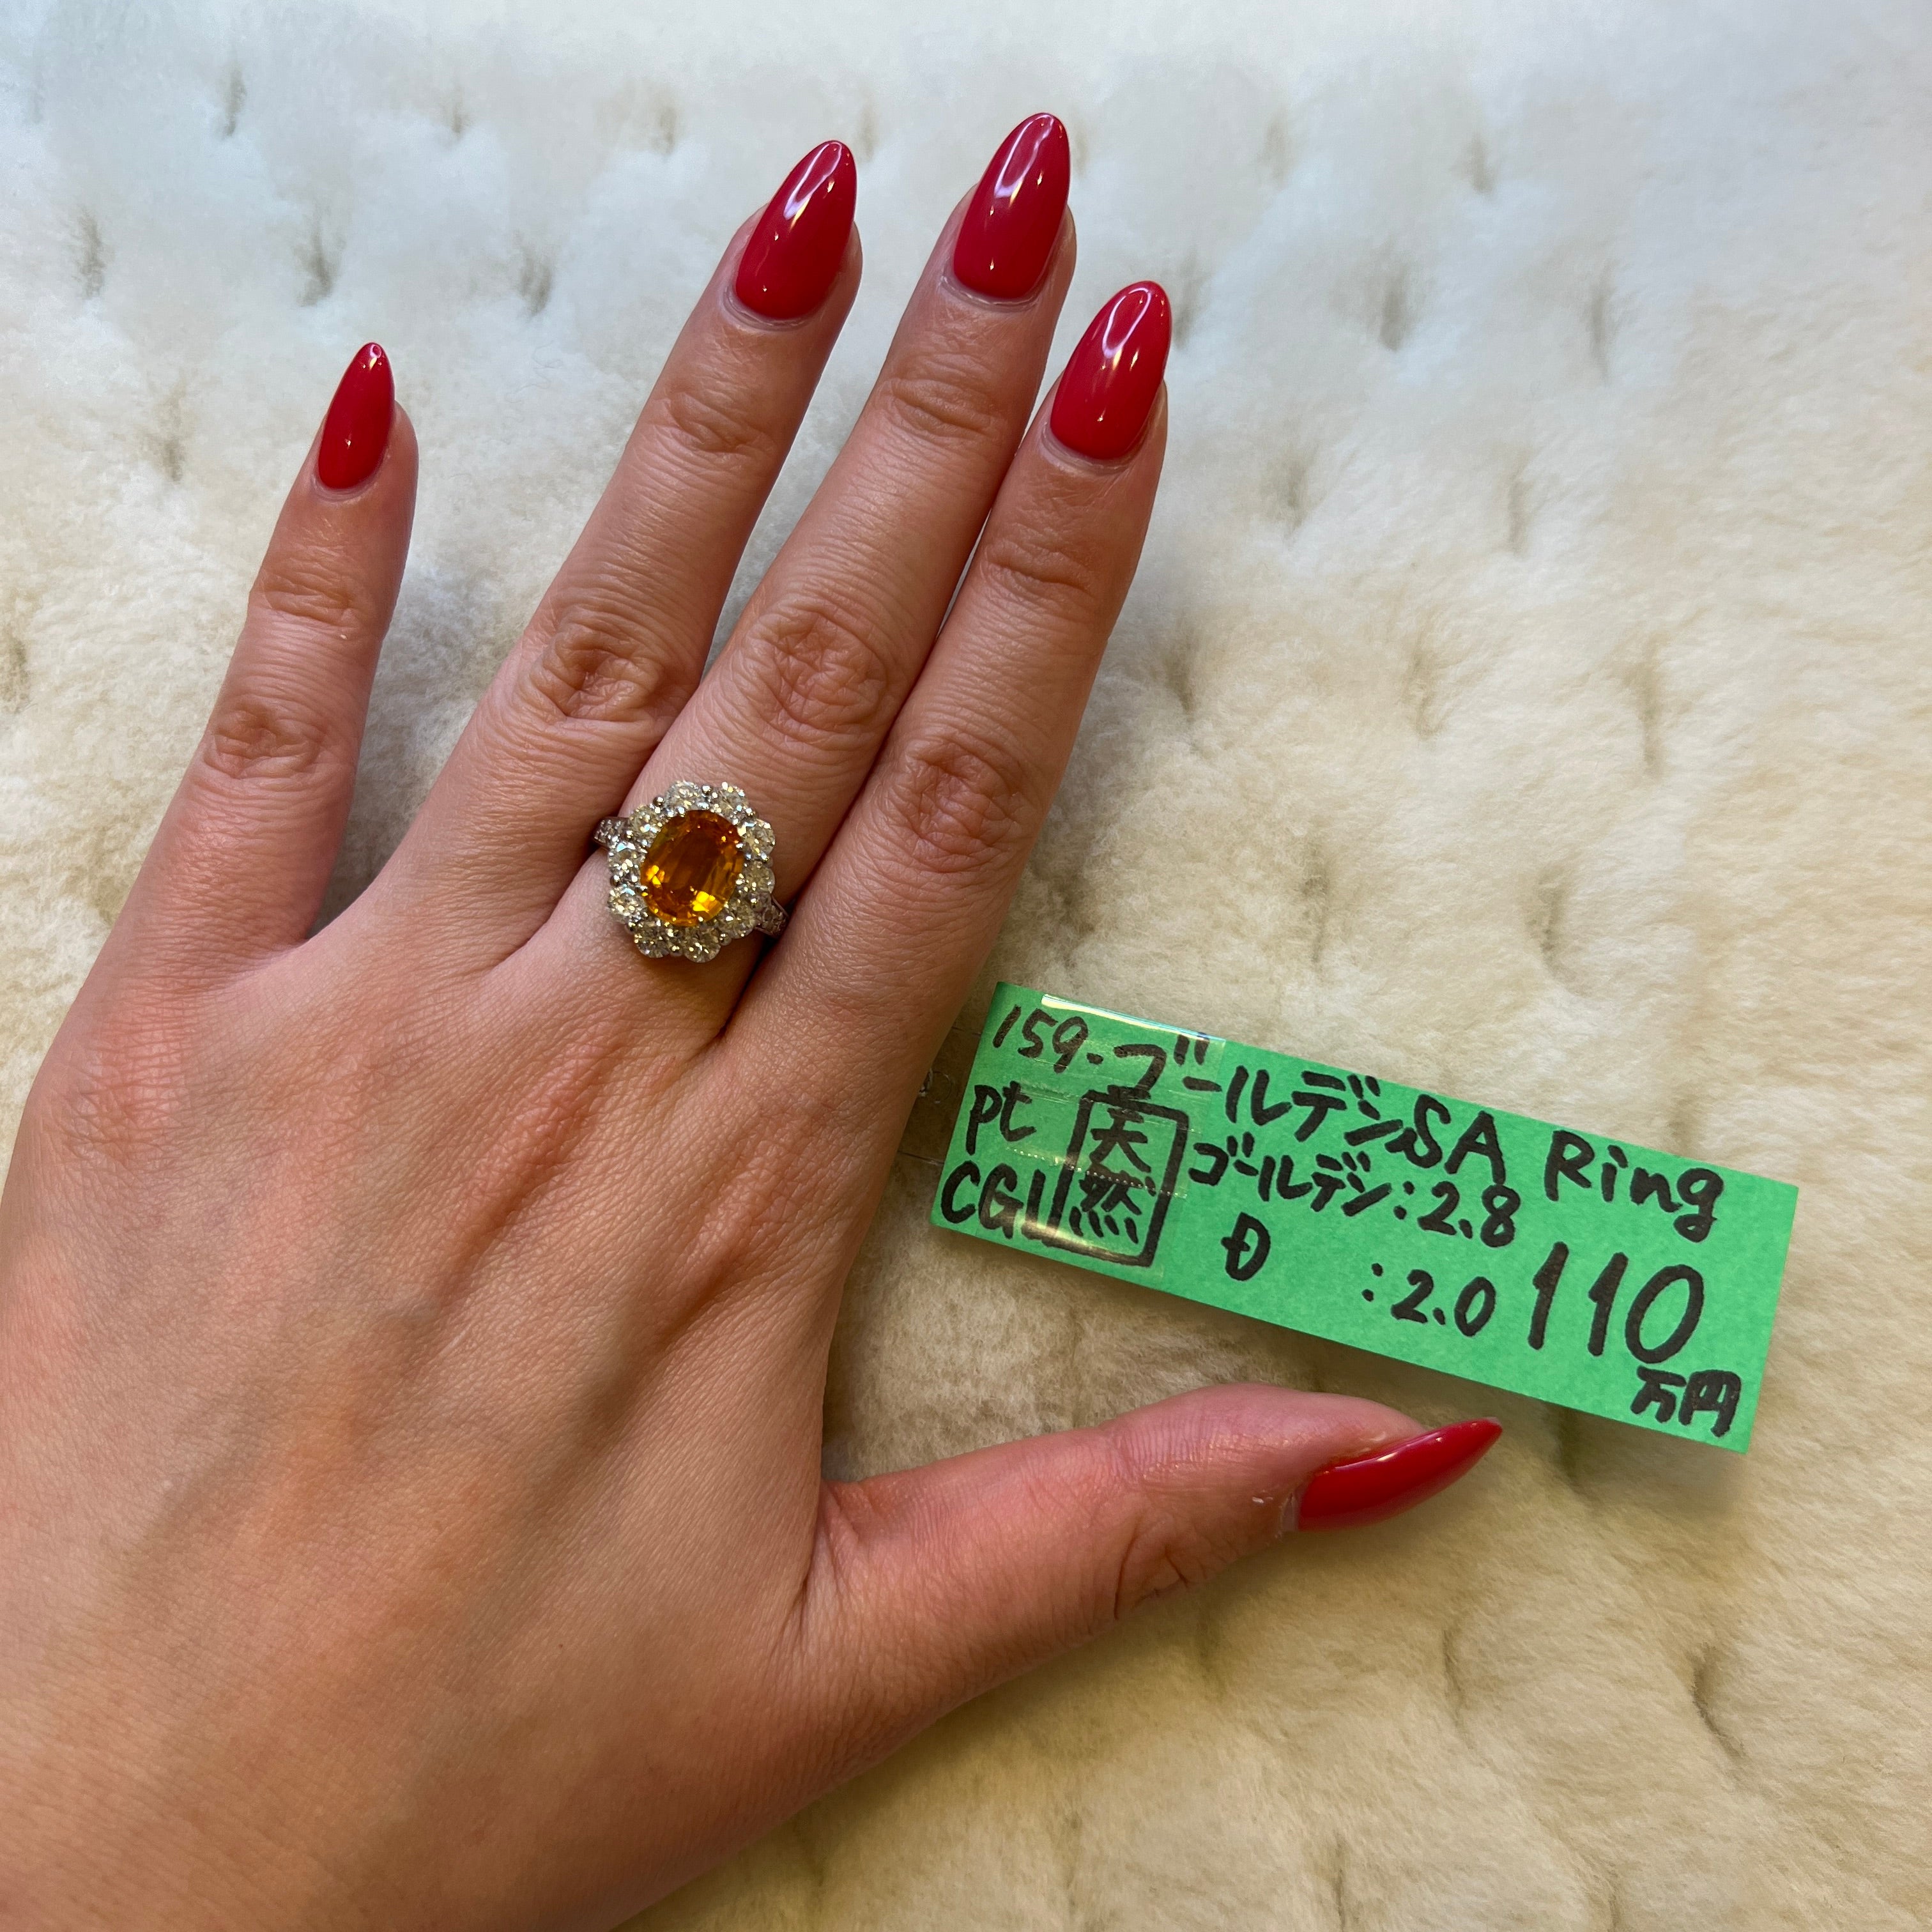 159-ゴールデンSA Ring
pt 天然 ゴールデン:2.8
CGL Ð :2.0 110
万円